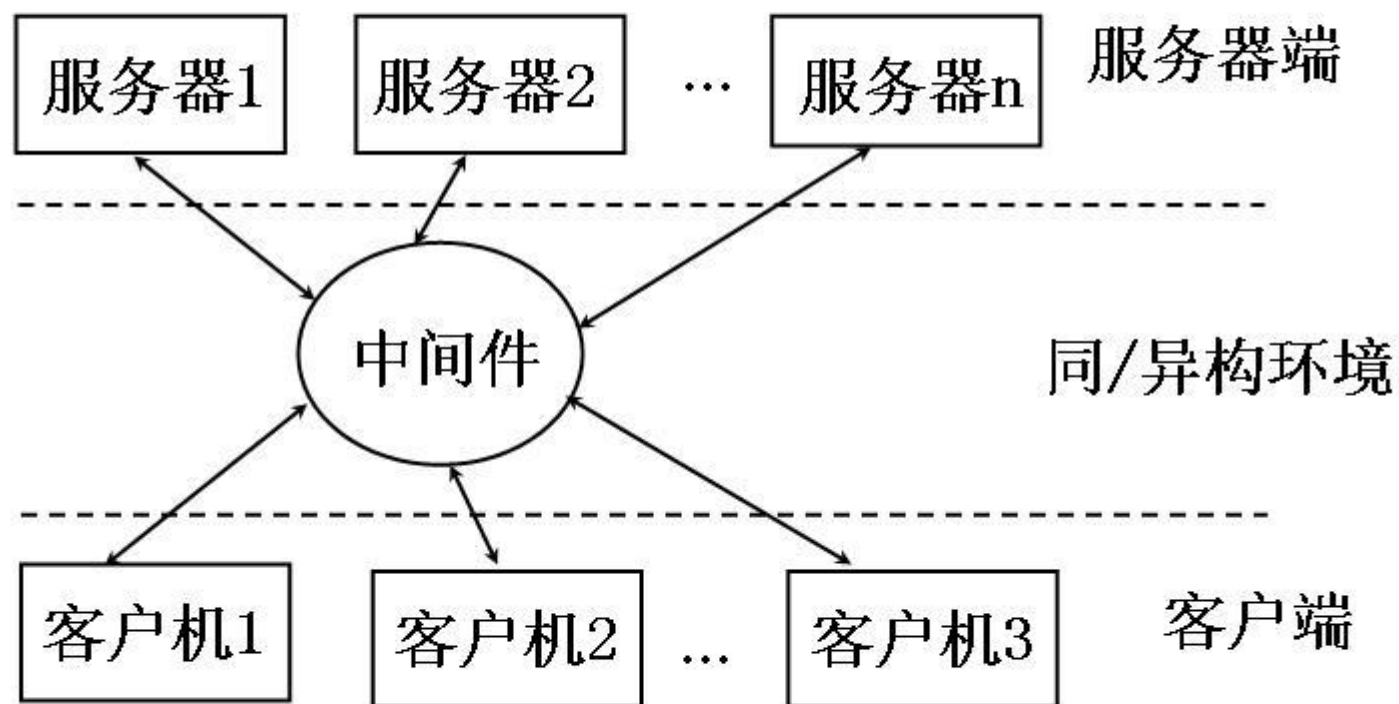 服务器1 服务器2 … 服务器n 服务器端
中间件 同/异构环境
客户机1 客户机2 … 客户机3 客户端